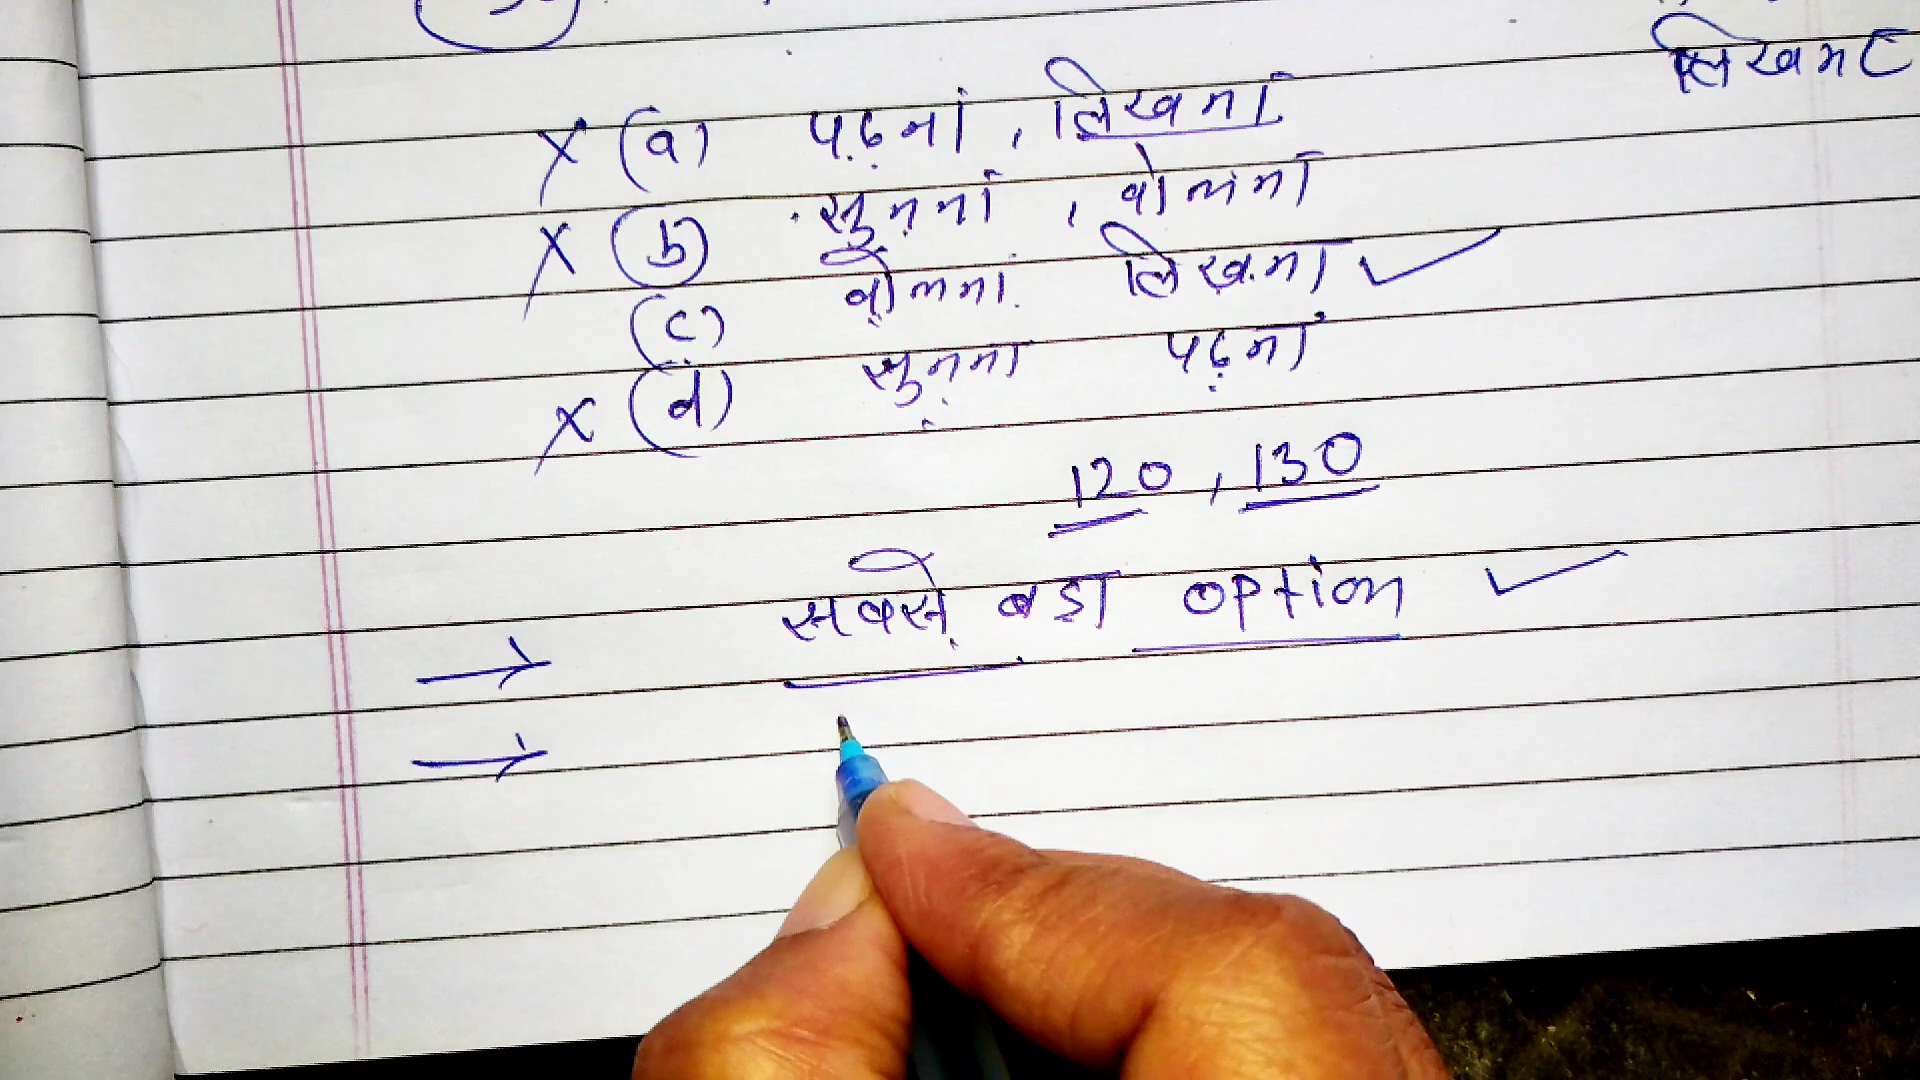 लिखना
X (a) पढ़ना , लिखना
X (b) सुनना , बोलना
(c) बोलना लिखना ✓
X (d) सुनना पढ़ना
120 , 130
→ सबसे बड़ा option ✓
→